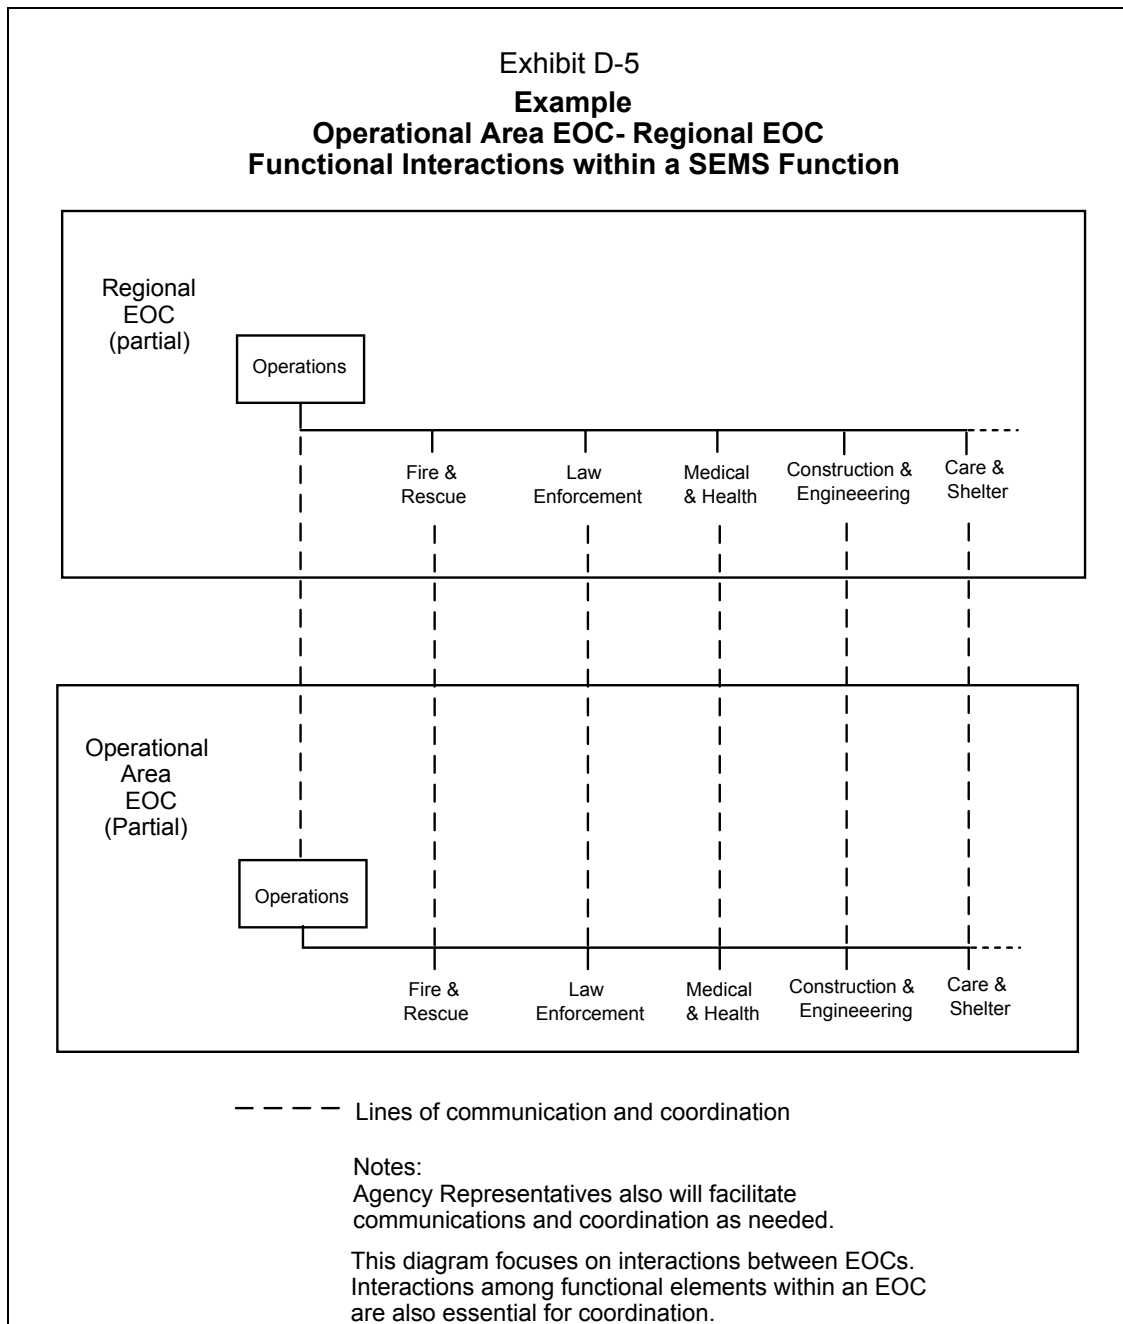 Exhibit D-5
Example
Operational Area EOC- Regional EOC
Functional Interactions within a SEMS Function
Regional
EOC
(partial)
Operations
Fire &
Rescue
Law
Enforcement
Medical
& Health
Construction &
Engineeering
Care &
Shelter
Operational
Area
EOC
(Partial)
Operations
Fire &
Rescue
Law
Enforcement
Medical
& Health
Construction &
Engineeering
Care &
Shelter
Lines of communication and coordination
Notes:
Agency Representatives also will facilitate
communications and coordination as needed.
This diagram focuses on interactions between EOCs.
Interactions among functional elements within an EOC
are also essential for coordination.